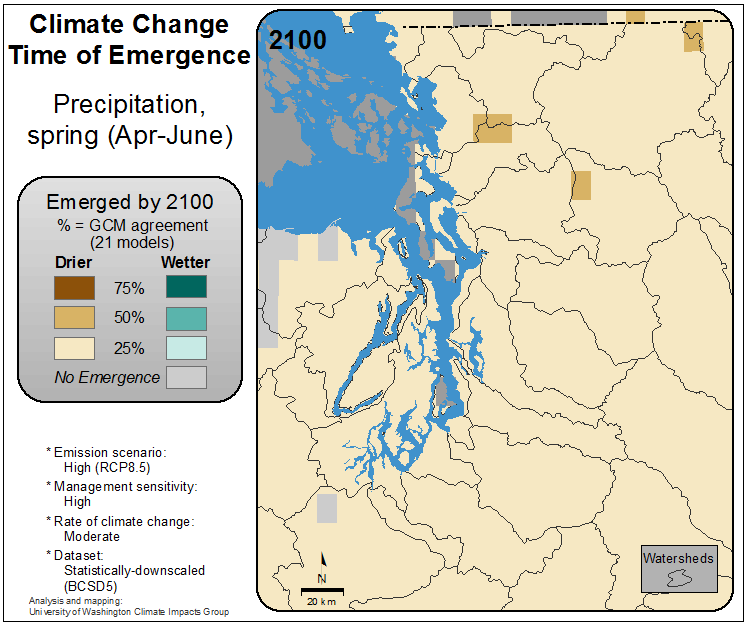 Climate Change
Time of Emergence
Precipitation,
spring (Apr-June)
Emerged by 2100
% = GCM agreement
(21 models)
Drier Wetter
75%
50%
25%
No Emergence
* Emission scenario:
High (RCP8.5)
* Management sensitivity:
High
* Rate of climate change:
Moderate
* Dataset:
Statistically-downscaled
(BCSD5)
Analysis and mapping:
University of Washington Climate Impacts Group
2100
N
20 km
Watersheds